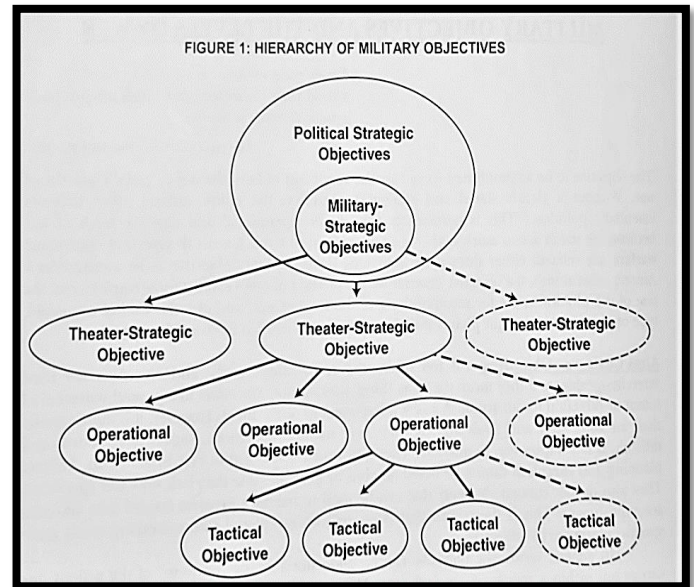 FIGURE 1: HIERARCHY OF MILITARY OBJECTIVES
Political Strategic
Objectives
Military-
Strategic
Objectives
Theater-Strategic
Objective
Theater-Strategic
Objective
Theater-Strategic
Objective
Operational
Objective
Operational
Objective
Operational
Objective
Operational
Objective
Tactical
Objective
Tactical
Objective
Tactical
Objective
Tactical
Objective